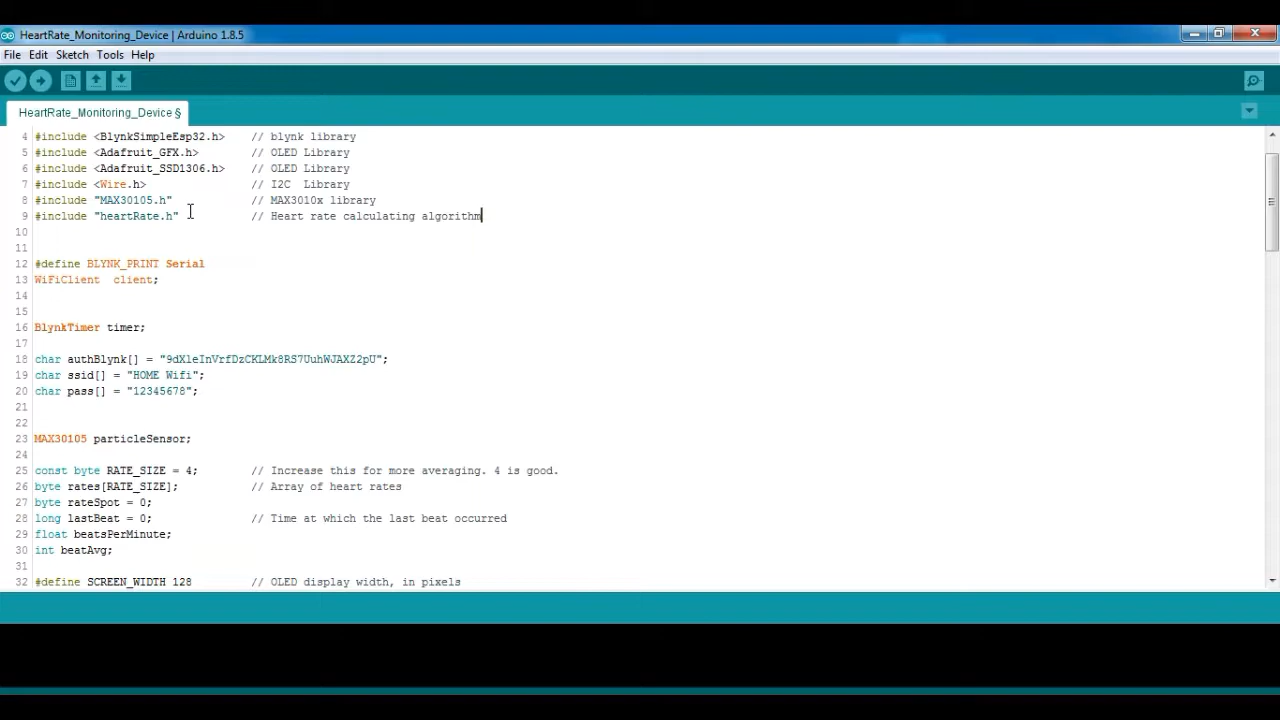 HeartRate_Monitoring_Device | Arduino 1.8.5
File Edit Sketch Tools Help
HeartRate_Monitoring_Device §
4 #include <BlynkSimpleEsp32.h> // blynk library
5 #include <Adafruit_GFX.h> // OLED Library
6 #include <Adafruit_SSD1306.h> // OLED Library
7 #include <Wire.h> // I2C Library
8 #include "MAX30105.h" // MAX3010x library
9 #include "heartRate.h" // Heart rate calculating algorithm
10
11
12 #define BLYNK_PRINT Serial
13 WiFiClient client;
14
15
16 BlynkTimer timer;
17
18 char authBlynk[] = "9dXleInVrfDzCKLMk8RS7UuhWJAXZ2pU";
19 char ssid[] = "HOME Wifi";
20 char pass[] = "12345678";
21
22
23 MAX30105 particleSensor;
24
25 const byte RATE_SIZE = 4; // Increase this for more averaging. 4 is good.
26 byte rates[RATE_SIZE]; // Array of heart rates
27 byte rateSpot = 0;
28 long lastBeat = 0; // Time at which the last beat occurred
29 float beatsPerMinute;
30 int beatAvg;
31
32 #define SCREEN_WIDTH 128 // OLED display width, in pixels